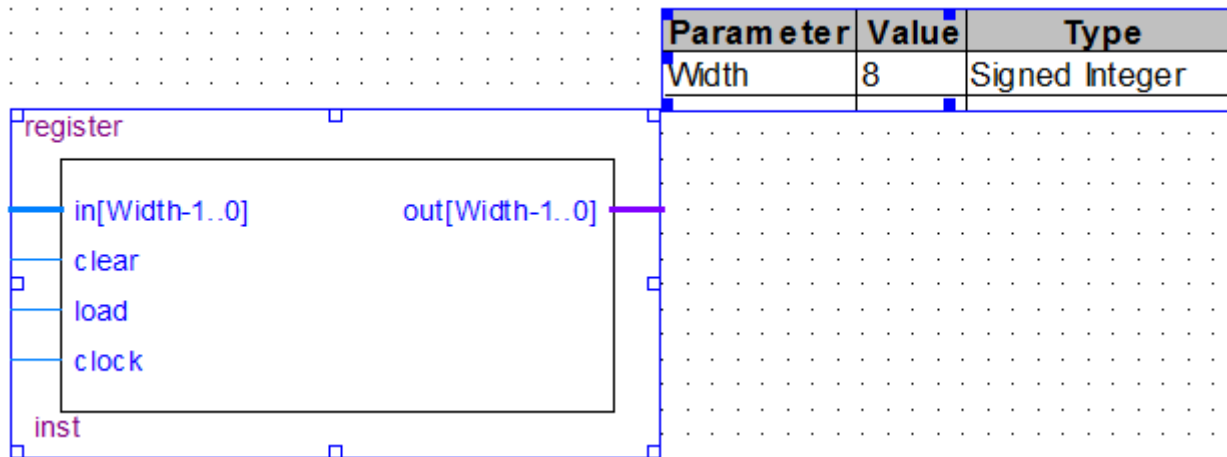 Parameter Value Type
Width 8 Signed Integer
register
in[Width-1..0] out[Width-1..0]
clear
load
clock
inst